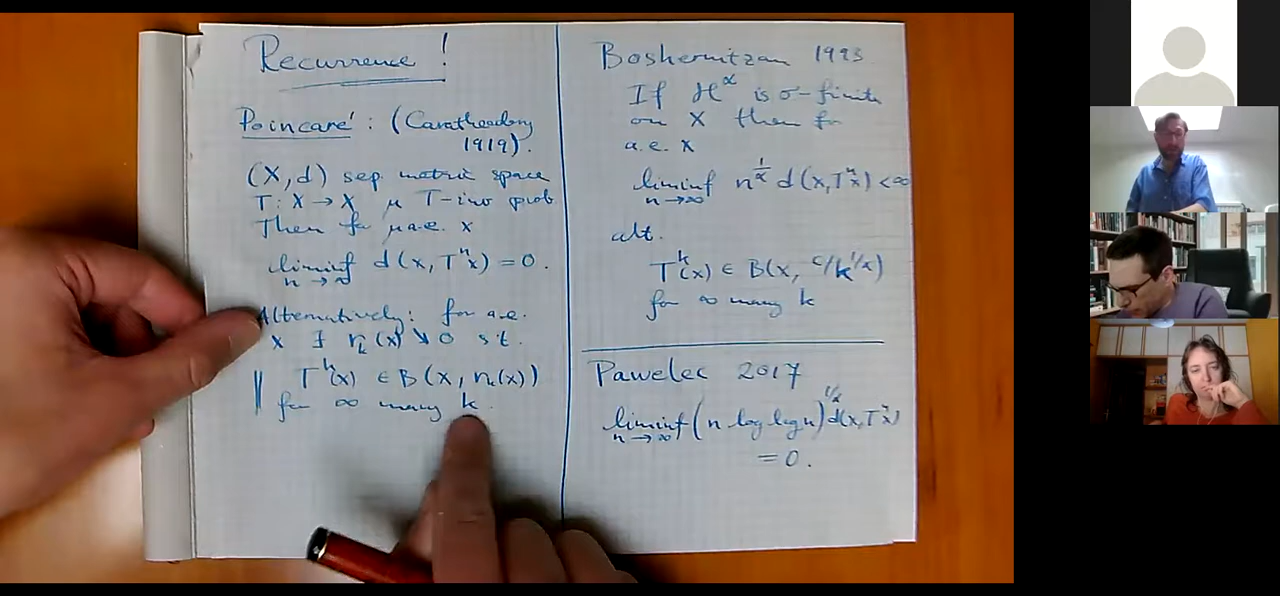 Recurrence !
Poincaré : (Caratheodory
1919).
(X,d) sep metric space
T: X → X μ T-inv prob
Then for μ a.e. x
liminf d(x,Tⁿx) = 0.
n→∞
Alternatively: for a.e.
x ∃ r_k(x) ↘ 0 s.t.
T^k(x) ∈ B(x, r_k(x))
for ∞ many k.
Boshernitzan 1993
If H^α is σ-finite
on X then for
a.e. x
liminf n^{1/α} d(x,Tⁿx) < ∞
n→∞
alt.
T^k(x) ∈ B(x, c/k^{1/α})
for ∞ many k
Pawelec 2017
liminf (n log log n)^{1/α} d(x,Tⁿx)
n→∞
= 0.